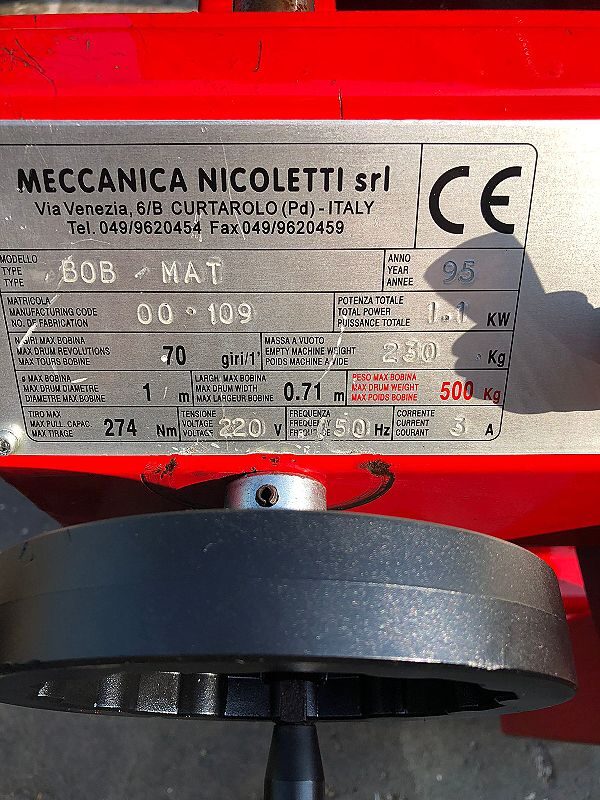 MECCANICA NICOLETTI srl
Via Venezia, 6/B CURTAROLO (Pd) - ITALY
Tel. 049/9620454 Fax 049/9620459
CE
MODELLO
TYPE
TYPE
BOB - MAT
ANNO
YEAR
ANNEE
95
MATRICOLA
MANUFACTURING CODE
NO. OF FABRICATION
00·109
POTENZA TOTALE
TOTAL POWER
PUISSANCE TOTALE
1.1 KW
N GIRI MAX BOBINA
MAX DRUM REVOLUTIONS
MAX TOURS BOBINE
70 giri/1'
MASSA A VUOTO
EMPTY MACHINE WEIGHT
POIDS MACHINE A VIDE
230 Kg
ø MAX BOBINA
MAX DRUM DIAMETRE
DIAMETRE MAX BOBINE
1 m
LARGH. MAX BOBINA
MAX DRUM WIDTH
MAX LARGEUR BOBINE
0.71 m
PESO MAX BOBINA
MAX DRUM WEIGHT
MAX POIDS BOBINE
500 Kg
TIRO MAX
MAX PULL. CAPAC.
MAX TIRAGE
274 Nm
TENSIONE
VOLTAGE
VOLTAGE
220 V
FREQUENZA
FREQUENCY
FREQUENCE
50 Hz
CORRENTE
CURRENT
COURANT
3 A